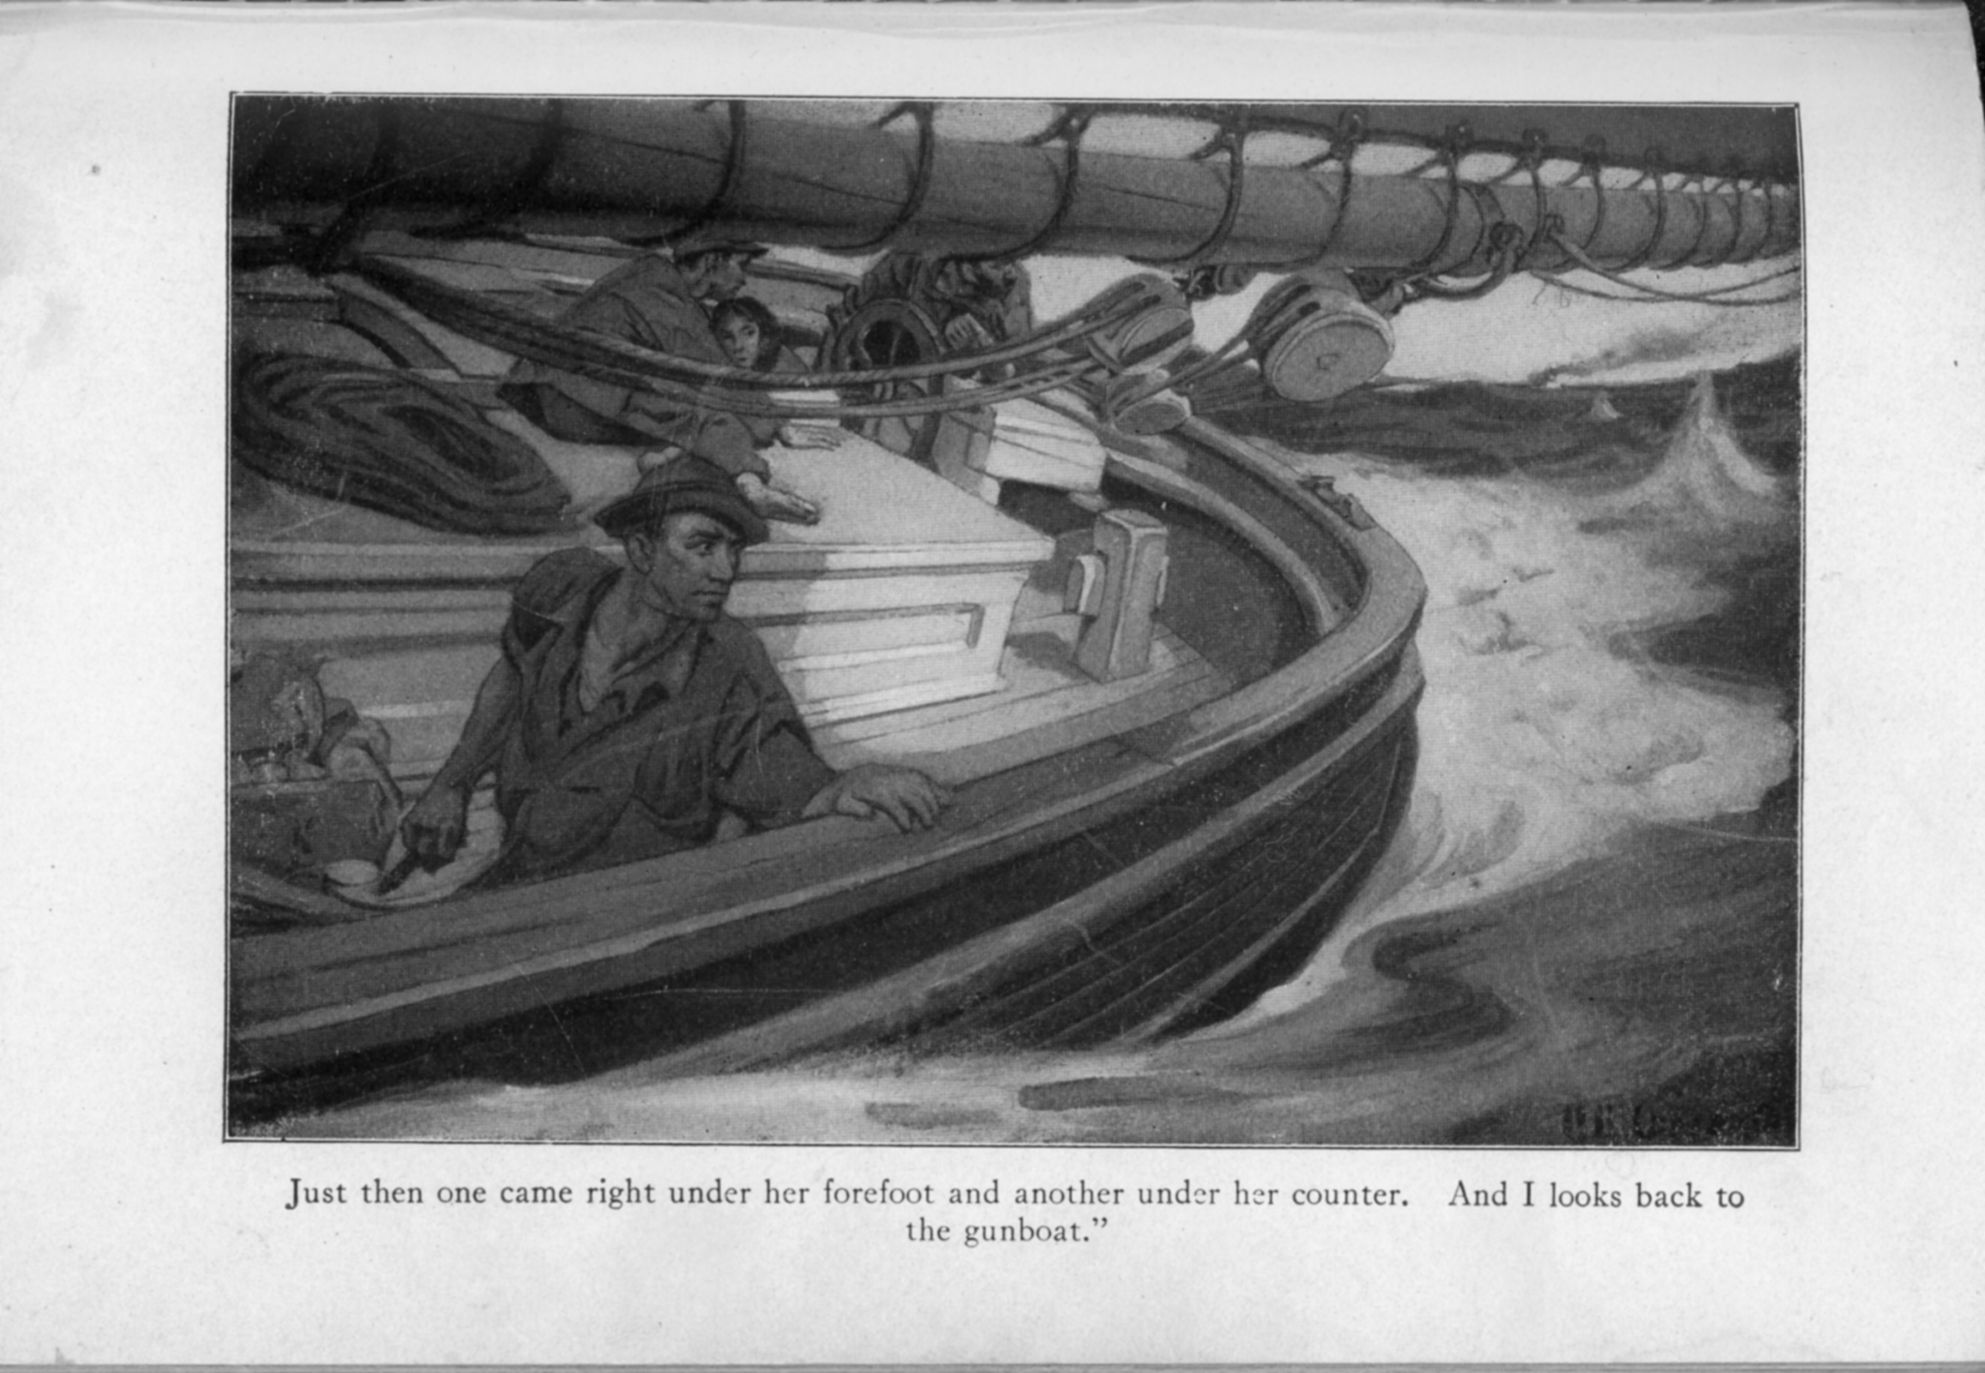 Just then one came right under her forefoot and another under her counter. And I looks back to
the gunboat.”